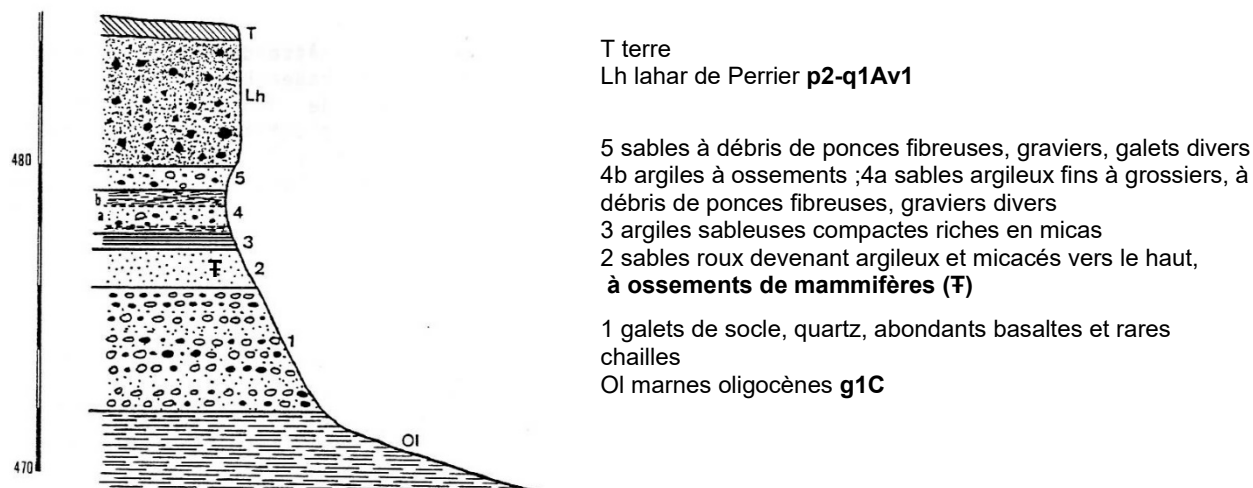 T
Lh
480
5
b
a
4
3
Ŧ
2
1
Ol
470
T terre
Lh lahar de Perrier p2-q1Av1
5 sables à débris de ponces fibreuses, graviers, galets divers
4b argiles à ossements ;4a sables argileux fins à grossiers, à
débris de ponces fibreuses, graviers divers
3 argiles sableuses compactes riches en micas
2 sables roux devenant argileux et micacés vers le haut,
à ossements de mammifères (Ŧ)
1 galets de socle, quartz, abondants basaltes et rares
chailles
Ol marnes oligocènes g1C